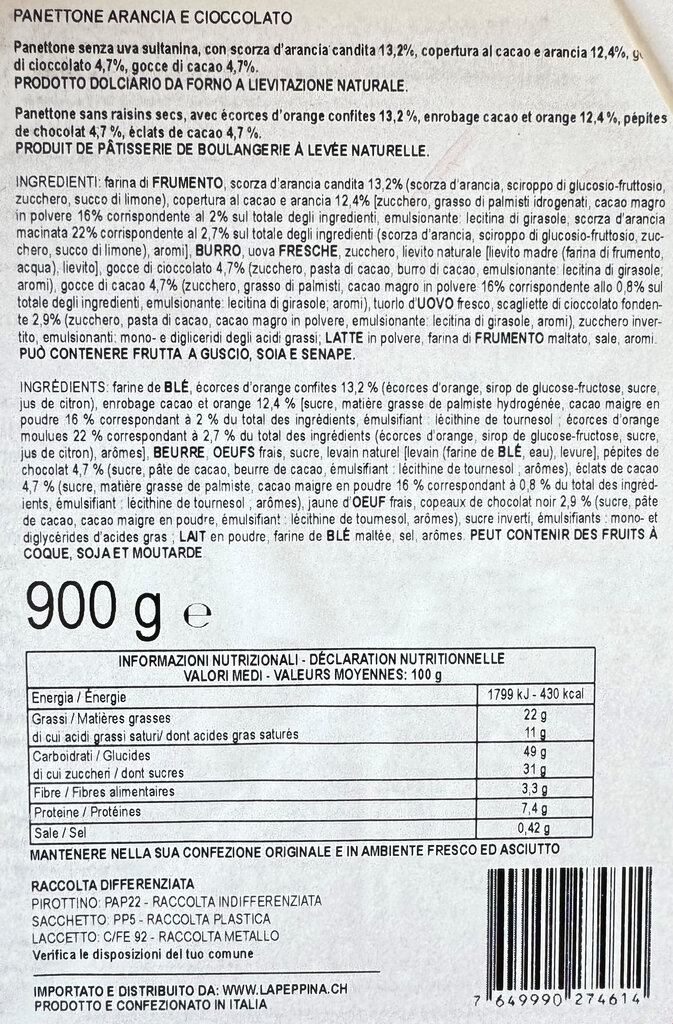 PANETTONE ARANCIA E CIOCCOLATO
Panettone senza uva sultanina, con scorza d'arancia candita 13,2%, copertura al cacao e arancia 12,4%,
di cioccolato 4,7%, gocce di cacao 4,7%.
PRODOTTO DOLCIARIO DA FORNO A LIEVITAZIONE NATURALE.
Panettone sans raisins secs, avec écorces d'orange confites 13,2 %, enrobage cacao et orange 12,4 %, pépites
de chocolat 4,7 %, éclats de cacao 4,7 %.
PRODUIT DE PÂTISSERIE DE BOULANGERIE À LEVÉE NATURELLE.
INGREDIENTI: farina di FRUMENTO, scorza d'arancia candita 13,2% (scorza d'arancia, sciroppo di glucosio-fruttosio,
zucchero, succo di limone), copertura al cacao e arancia 12,4% [zucchero, grasso di palmisti idrogenati, cacao magro
in polvere 16% corrispondente al 2% sul totale degli ingredienti, emulsionante: lecitina di girasole, scorza d'arancia
macinata 22% corrispondente al 2,7% sul totale degli ingredienti (scorza d'arancia, sciroppo di glucosio-fruttosio, zuc-
chero, succo di limone), aromi], BURRO, uova FRESCHE, zucchero, lievito naturale [lievito madre (farina di frumento,
acqua), lievito], gocce di cioccolato 4,7% (zucchero, pasta di cacao, burro di cacao, emulsionante: lecitina di girasole;
aromi), gocce di cacao 4,7% (zucchero, grasso di palmisti, cacao magro in polvere 16% corrispondente allo 0,8% sul
totale degli ingredienti, emulsionante: lecitina di girasole; aromi), tuorlo d'UOVO fresco, scagliette di cioccolato fonden-
te 2,9% (zucchero, pasta di cacao, cacao magro in polvere, emulsionante: lecitina di girasole, aromi), zucchero inver-
tito, emulsionanti: mono- e digliceridi degli acidi grassi; LATTE in polvere, farina di FRUMENTO maltato, sale, aromi.
PUÒ CONTENERE FRUTTA A GUSCIO, SOIA E SENAPE.
INGRÉDIENTS: farine de BLÉ, écorces d'orange confites 13,2 % (écorces d'orange, sirop de glucose-fructose, sucre,
jus de citron), enrobage cacao et orange 12,4 % [sucre, matière grasse de palmiste hydrogénée, cacao maigre en
poudre 16 % correspondant à 2 % du total des ingrédients, émulsifiant : lécithine de tournesol ; écorces d'orange
moulues 22 % correspondant à 2,7 % du total des ingrédients (écorces d'orange, sirop de glucose-fructose, sucre,
jus de citron), arômes], BEURRE, OEUFS frais, sucre, levain naturel [levain (farine de BLÉ, eau), levure], pépites de
chocolat 4,7 % (sucre, pâte de cacao, beurre de cacao, émulsifiant : lécithine de tournesol ; arômes), éclats de cacao
4,7 % (sucre, matière grasse de palmiste, cacao maigre en poudre 16 % correspondant à 0,8 % du total des ingréd-
ients, émulsifiant : lécithine de tournesol ; arômes), jaune d'OEUF frais, copeaux de chocolat noir 2,9 % (sucre, pâte
de cacao, cacao maigre en poudre, émulsifiant : lécithine de tournesol, arômes), sucre inverti, émulsifiants : mono- et
diglycérides d'acides gras ; LAIT en poudre, farine de BLÉ maltée, sel, arômes. PEUT CONTENIR DES FRUITS À
COQUE, SOJA ET MOUTARDE
900 g e
INFORMAZIONI NUTRIZIONALI - DÉCLARATION NUTRITIONNELLE
VALORI MEDI - VALEURS MOYENNES: 100 g
Energia / Énergie 1799 kJ - 430 kcal
Grassi / Matières grasses 22 g
di cui acidi grassi saturi/ dont acides gras saturés 11 g
Carboidrati / Glucides 49 g
di cui zuccheri / dont sucres 31 g
Fibre / Fibres alimentaires 3,3 g
Proteine / Protéines 7,4 g
Sale / Sel 0,42 g
MANTENERE NELLA SUA CONFEZIONE ORIGINALE E IN AMBIENTE FRESCO ED ASCIUTTO
RACCOLTA DIFFERENZIATA
PIROTTINO: PAP22 - RACCOLTA INDIFFERENZIATA
SACCHETTO: PP5 - RACCOLTA PLASTICA
LACCETTO: C/FE 92 - RACCOLTA METALLO
Verifica le disposizioni del tuo comune
IMPORTATO E DISTRIBUITO DA: WWW.LAPEPPINA.CH
PRODOTTO E CONFEZIONATO IN ITALIA
7 649990 274614